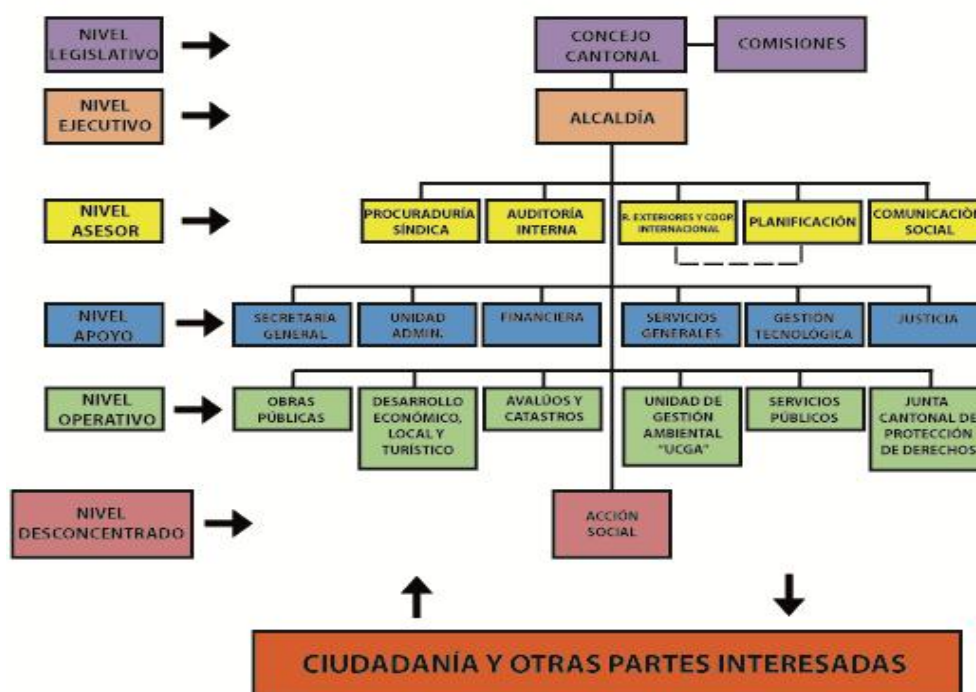 NIVEL
LEGISLATIVO
CONCEJO
CANTONAL
COMISIONES
NIVEL
EJECUTIVO
ALCALDÍA
NIVEL
ASESOR
PROCURADURÍA
SÍNDICA
AUDITORÍA
INTERNA
R. EXTERIORES Y COOP.
INTERNACIONAL
PLANIFICACIÓN
COMUNICACIÓN
SOCIAL
NIVEL
APOYO
SECRETARÍA
GENERAL
UNIDAD
ADMIN.
FINANCIERA
SERVICIOS
GENERALES
GESTIÓN
TECNOLÓGICA
JUSTICIA
NIVEL
OPERATIVO
OBRAS
PÚBLICAS
DESARROLLO
ECONÓMICO,
LOCAL Y
TURÍSTICO
AVALÚOS Y
CATASTROS
UNIDAD DE
GESTIÓN
AMBIENTAL
"UCGA"
SERVICIOS
PÚBLICOS
JUNTA
CANTONAL DE
PROTECCIÓN
DE DERECHOS
NIVEL
DESCONCENTRADO
ACCIÓN
SOCIAL
CIUDADANÍA Y OTRAS PARTES INTERESADAS